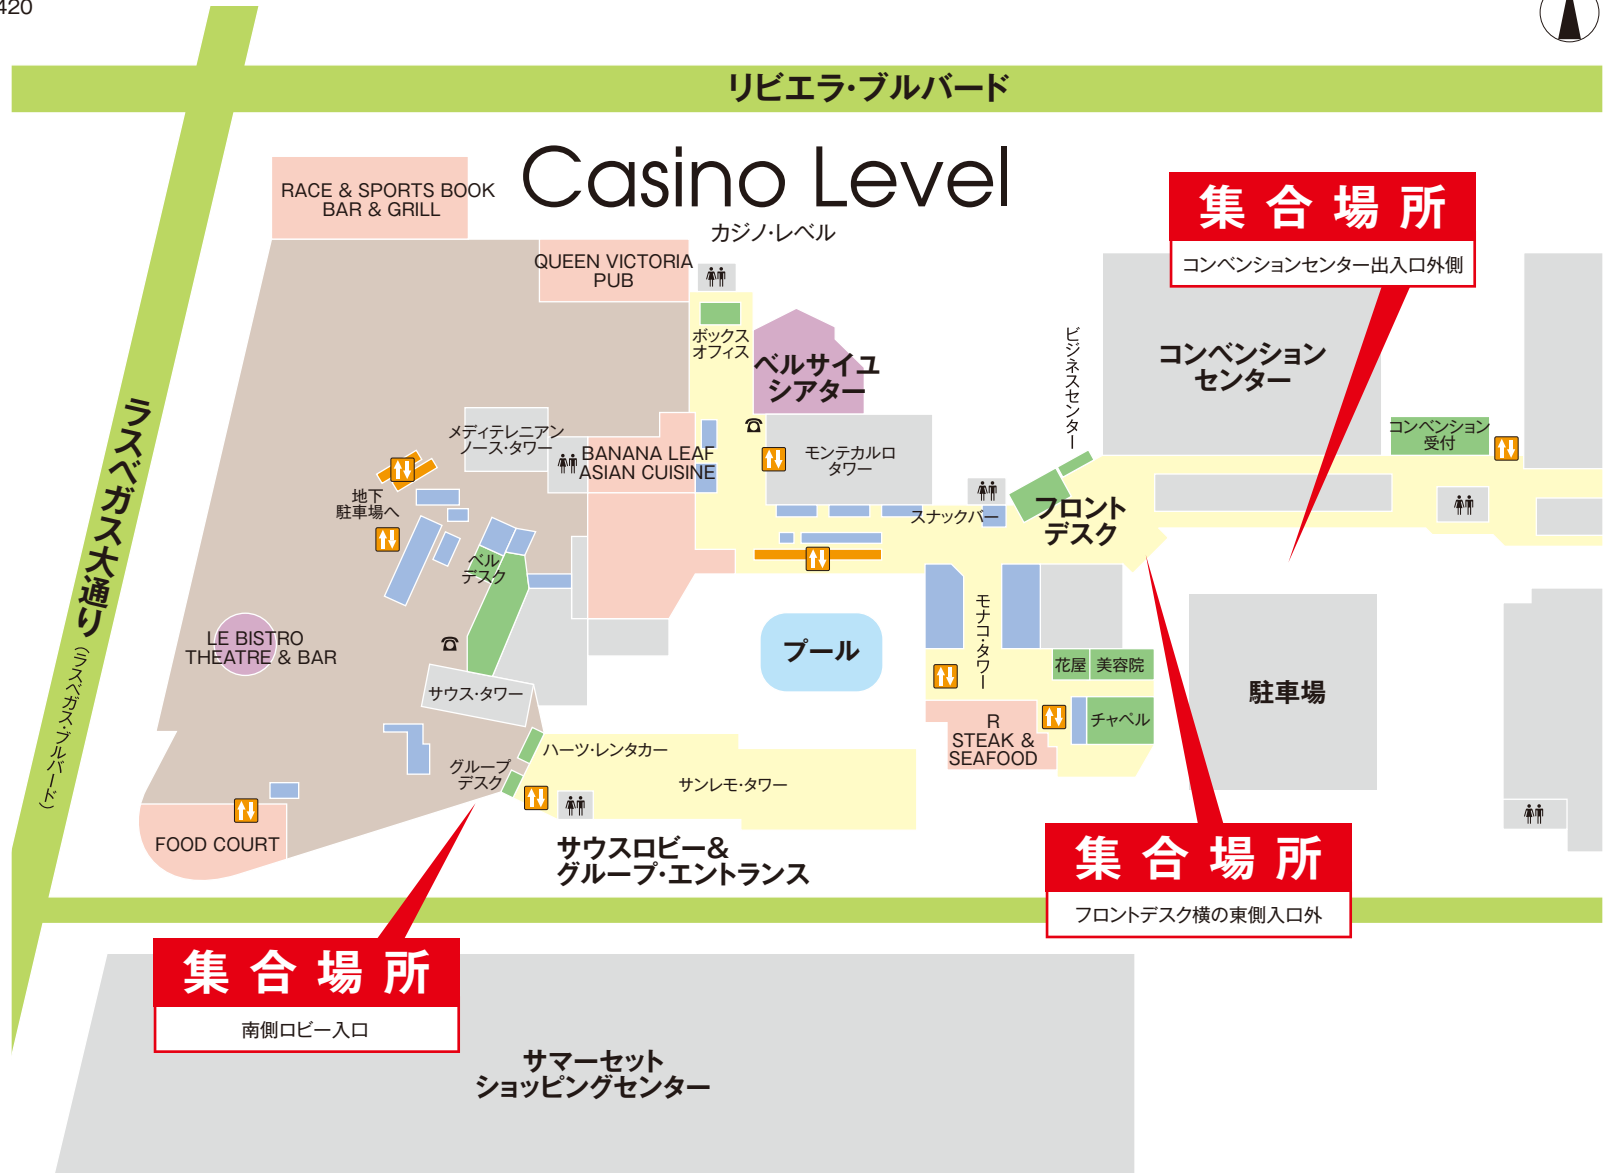 420
リビエラ・ブルバード
Casino Level
カジノ・レベル
RACE & SPORTS BOOK
BAR & GRILL
集合場所
コンベンションセンター出入口外側
QUEEN VICTORIA
PUB
ボックス
オフィス
ベルサイユ
シアター
ビジネスセンター
コンベンション
センター
コンベンション
受付
ラスベガス大通り
(ラスベガス・ブルバード)
メディテレニアン
ノース・タワー
BANANA LEAF
ASIAN CUISINE
モンテカルロ
タワー
地下
駐車場へ
スナックバー
フロント
デスク
ベル
デスク
LE BISTRO
THEATRE & BAR
プール
モナコ・タワー
花屋
美容院
駐車場
サウス・タワー
チャペル
R
STEAK &
SEAFOOD
ハーツ・レンタカー
グループ
デスク
サンレモ・タワー
FOOD COURT
サウスロビー&
グループ・エントランス
集合場所
フロントデスク横の東側入口外
集合場所
南側ロビー入口
サマーセット
ショッピングセンター